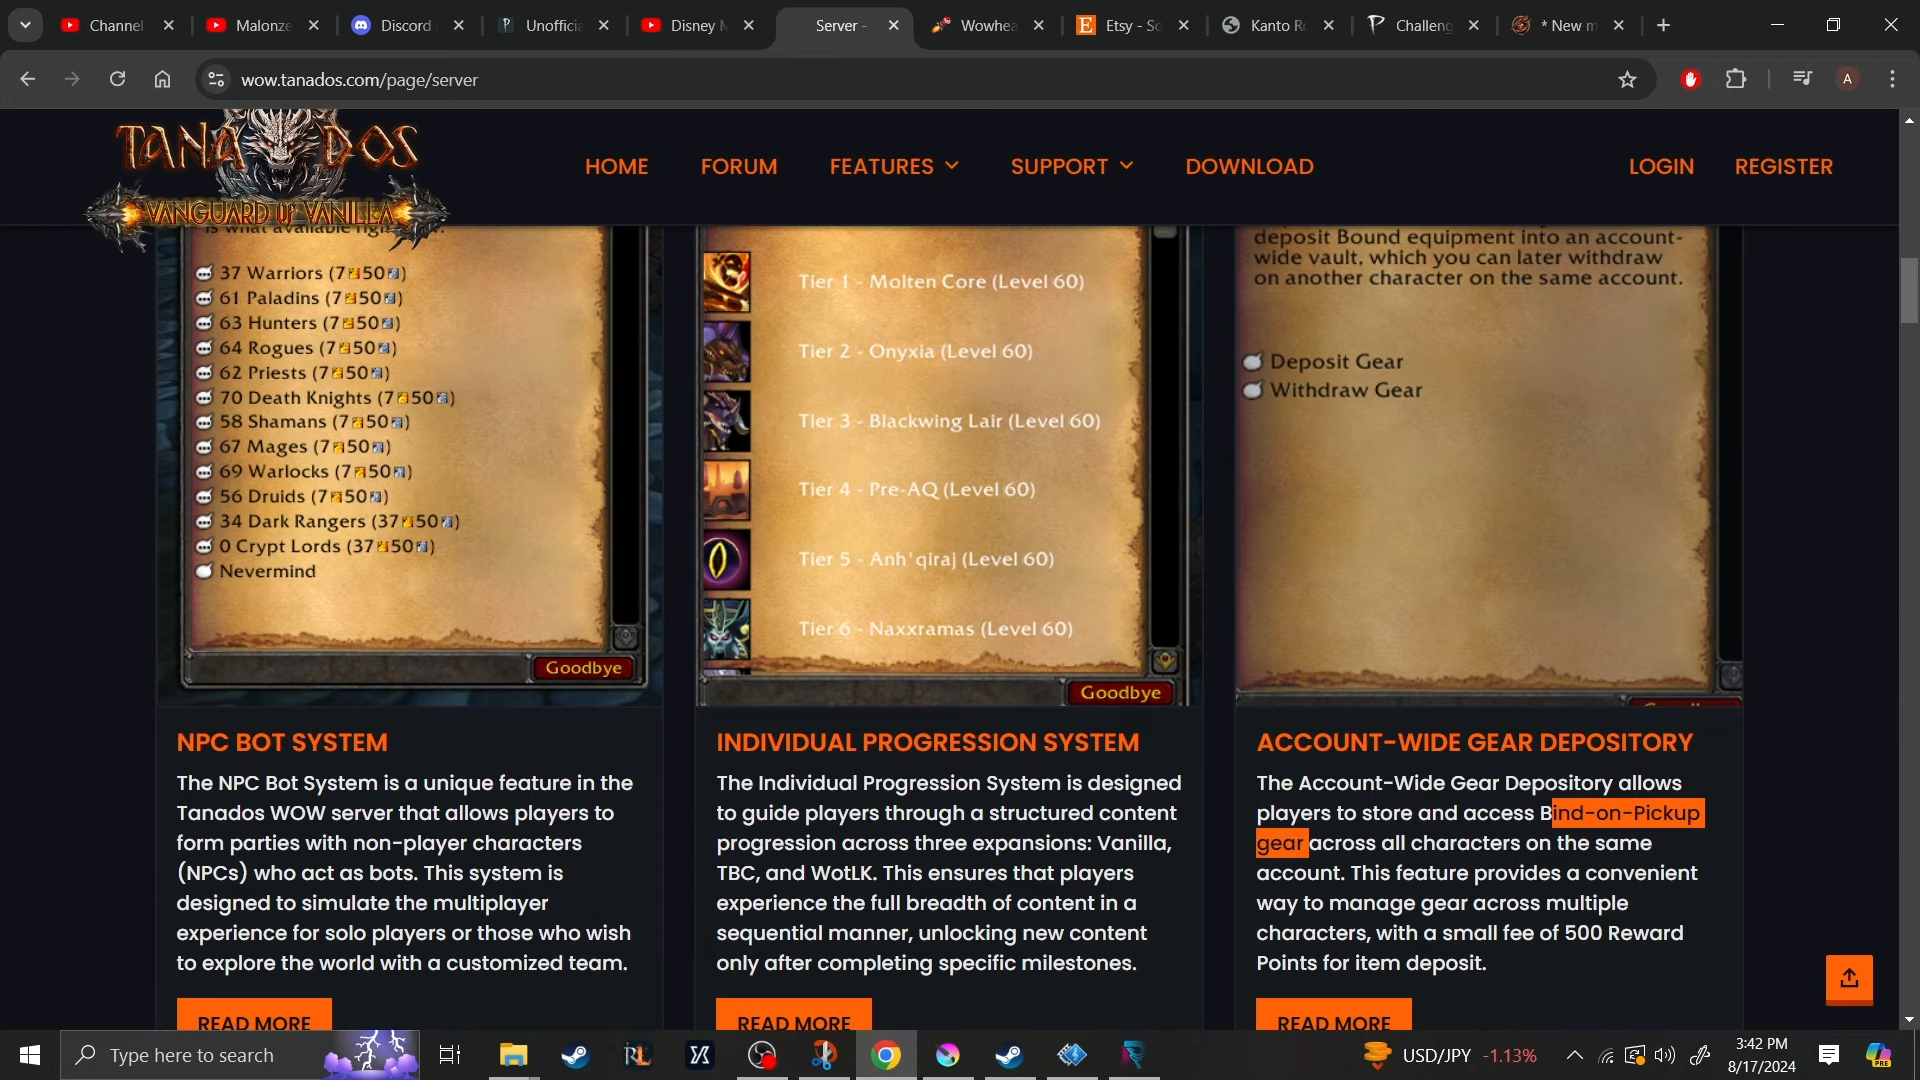 Channel
Malonze
Discord
Unofficia
Disney M
Server -
Wowhea
Etsy - So
Kanto Ro
Challeng
* New m
wow.tanados.com/page/server
TANADOS
VANGUARD OF VANILLA
HOME
FORUM
FEATURES
SUPPORT
DOWNLOAD
LOGIN
REGISTER
is what available right now:
37 Warriors (7 50 )
61 Paladins (7 50 )
63 Hunters (7 50 )
64 Rogues (7 50 )
62 Priests (7 50 )
70 Death Knights (7 50 )
58 Shamans (7 50 )
67 Mages (7 50 )
69 Warlocks (7 50 )
56 Druids (7 50 )
34 Dark Rangers (37 50 )
0 Crypt Lords (37 50 )
Nevermind
Goodbye
Tier 1 - Molten Core (Level 60)
Tier 2 - Onyxia (Level 60)
Tier 3 - Blackwing Lair (Level 60)
Tier 4 - Pre-AQ (Level 60)
Tier 5 - Anh'qiraj (Level 60)
Tier 6 - Naxxramas (Level 60)
Goodbye
deposit Bound equipment into an account-
wide vault, which you can later withdraw
on another character on the same account.
Deposit Gear
Withdraw Gear
NPC BOT SYSTEM
The NPC Bot System is a unique feature in the
Tanados WOW server that allows players to
form parties with non-player characters
(NPCs) who act as bots. This system is
designed to simulate the multiplayer
experience for solo players or those who wish
to explore the world with a customized team.
READ MORE
INDIVIDUAL PROGRESSION SYSTEM
The Individual Progression System is designed
to guide players through a structured content
progression across three expansions: Vanilla,
TBC, and WotLK. This ensures that players
experience the full breadth of content in a
sequential manner, unlocking new content
only after completing specific milestones.
READ MORE
ACCOUNT-WIDE GEAR DEPOSITORY
The Account-Wide Gear Depository allows
players to store and access Bind-on-Pickup
gear across all characters on the same
account. This feature provides a convenient
way to manage gear across multiple
characters, with a small fee of 500 Reward
Points for item deposit.
READ MORE
Type here to search
USD/JPY -1.13%
3:42 PM
8/17/2024